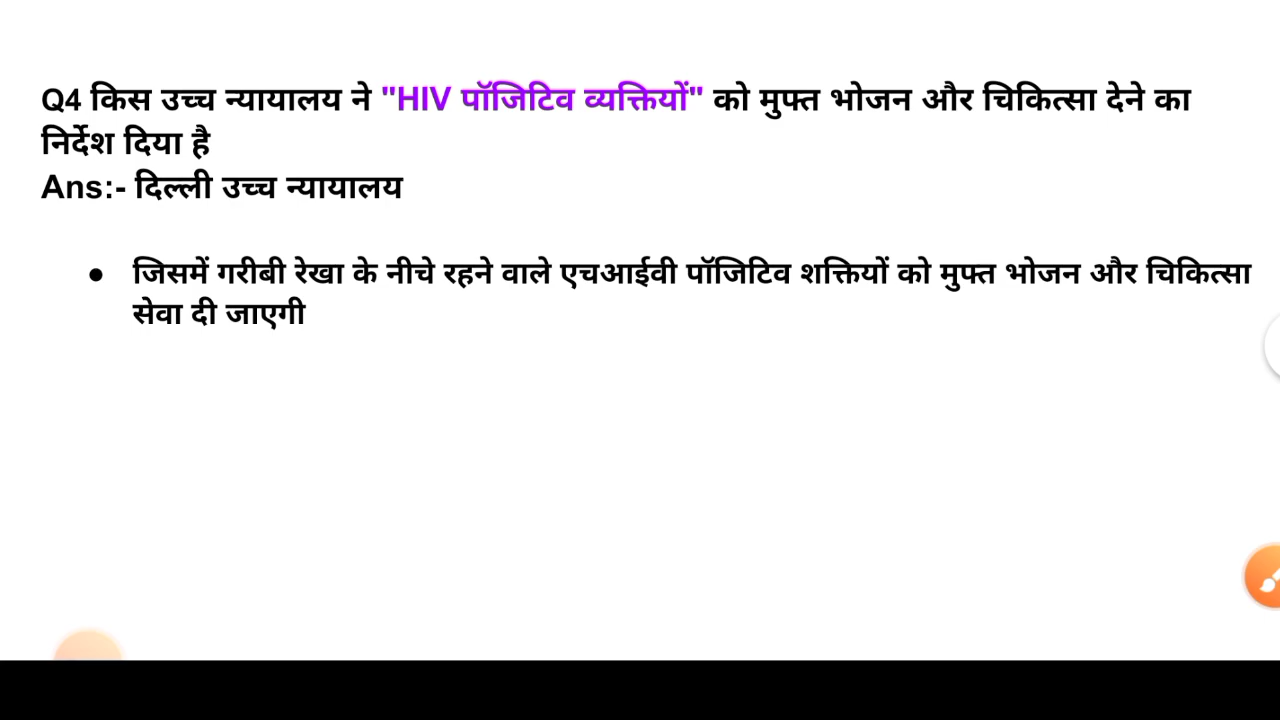 Q4 किस उच्च न्यायालय ने "HIV पॉजिटिव व्यक्तियों" को मुफ्त भोजन और चिकित्सा देने का
निर्देश दिया है
Ans:- दिल्ली उच्च न्यायालय
● जिसमें गरीबी रेखा के नीचे रहने वाले एचआईवी पॉजिटिव शक्तियों को मुफ्त भोजन और चिकित्सा
सेवा दी जाएगी